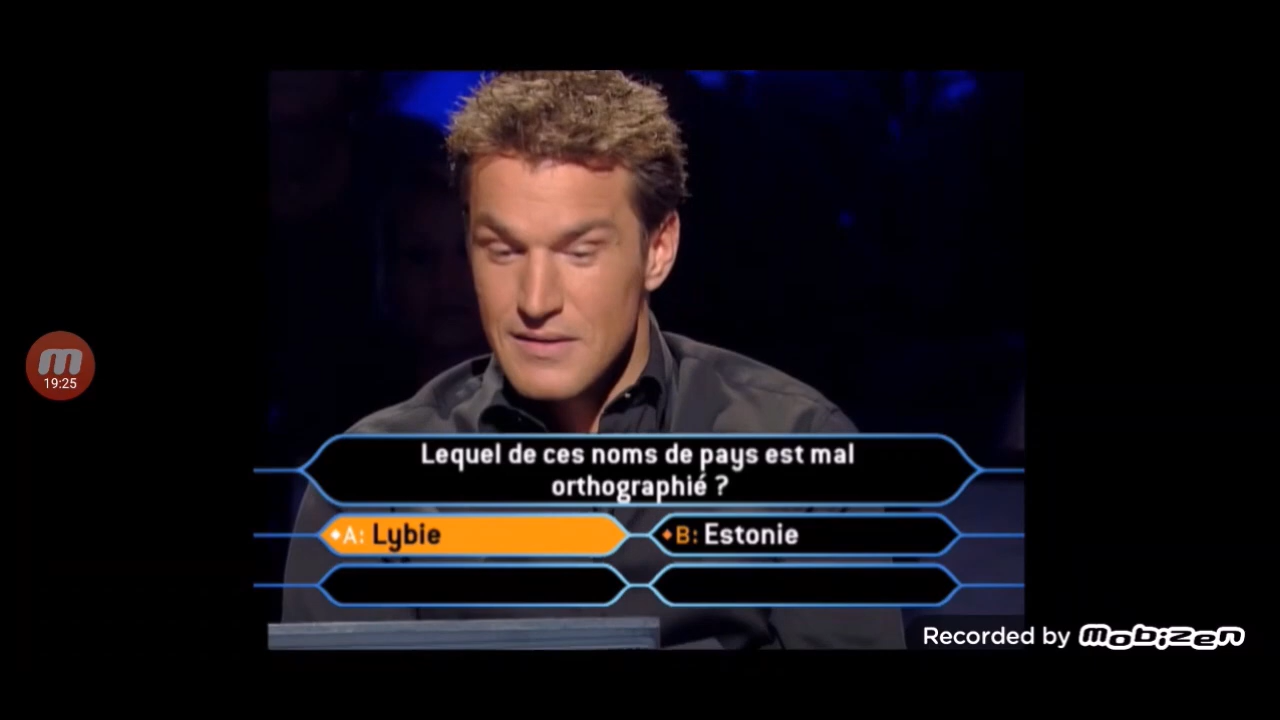 m
19:25
Lequel de ces noms de pays est mal
orthographié ?
A: Lybie
B: Estonie
Recorded by mobizen